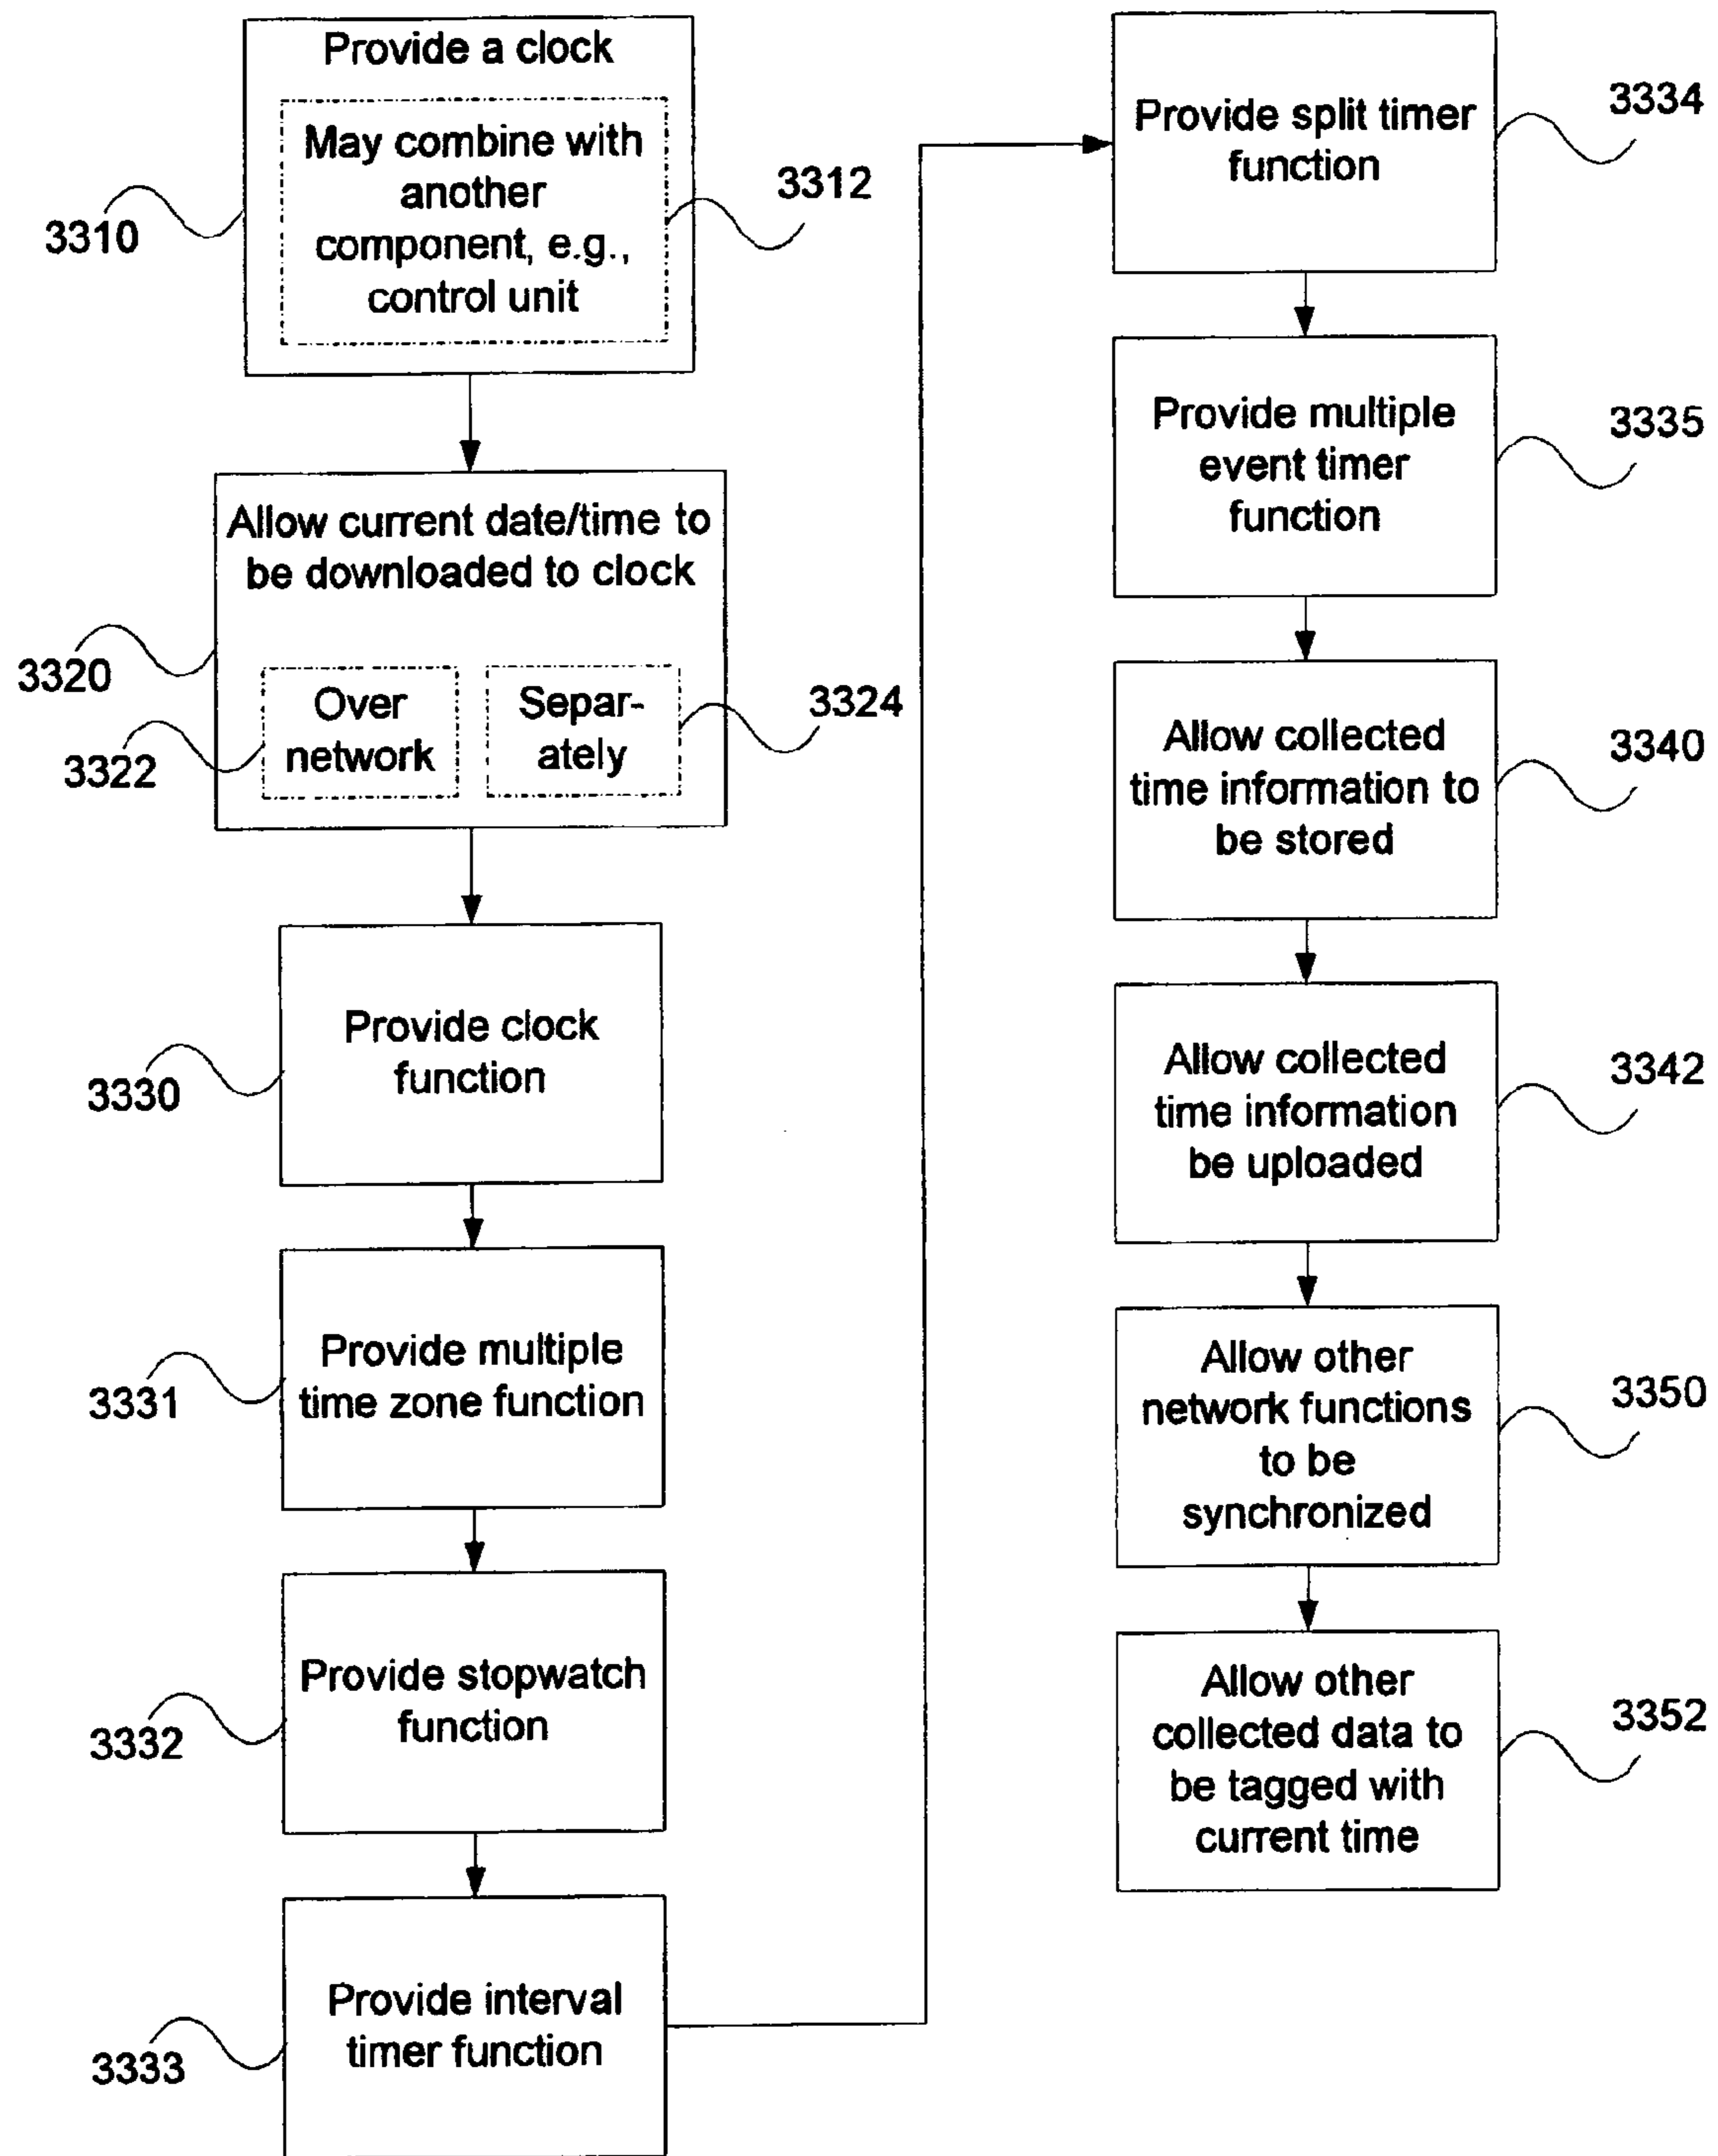 Provide a clock
May combine with
another
component, e.g.,
control unit
3310
3312
Allow current date/time to
be downloaded to clock
Over
network
Separ-
ately
3320
3322
3324
Provide clock
function
3330
Provide multiple
time zone function
3331
Provide stopwatch
function
3332
Provide interval
timer function
3333
Provide split timer
function
3334
Provide multiple
event timer
function
3335
Allow collected
time information to
be stored
3340
Allow collected
time information
be uploaded
3342
Allow other
network functions
to be
synchronized
3350
Allow other
collected data to
be tagged with
current time
3352